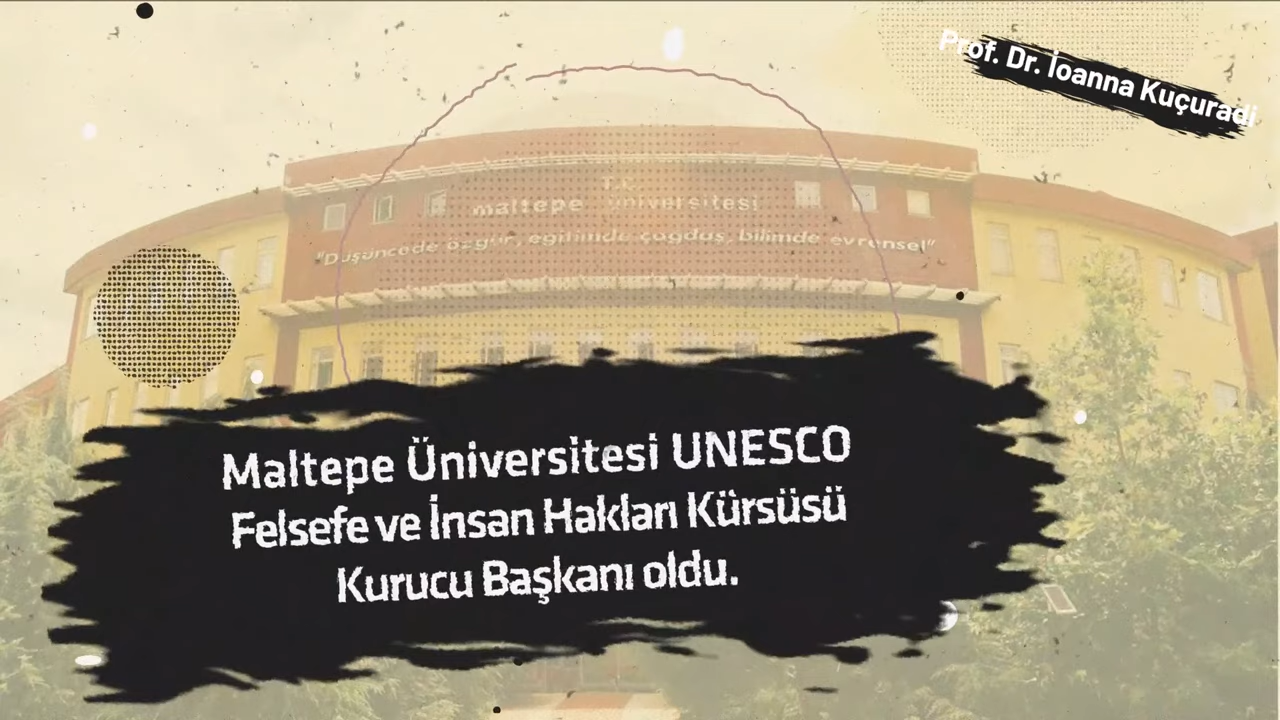 Prof. Dr. İoanna Kuçuradi
T.C.
maltepe üniversitesi
"Düşüncede özgür, eğitimde çağdaş, bilimde evrensel"
Maltepe Üniversitesi UNESCO
Felsefe ve İnsan Hakları Kürsüsü
Kurucu Başkanı oldu.